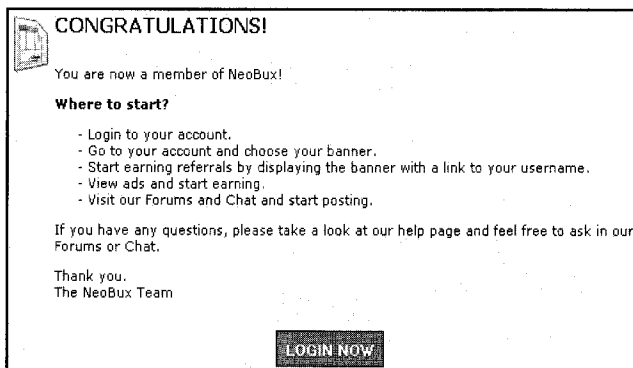 CONGRATULATIONS!
You are now a member of NeoBux!
Where to start?
- Login to your account.
- Go to your account and choose your banner.
- Start earning referrals by displaying the banner with a link to your username.
- View ads and start earning.
- Visit our Forums and Chat and start posting.
If you have any questions, please take a look at our help page and feel free to ask in our
Forums or Chat.
Thank you.
The NeoBux Team
LOGIN NOW